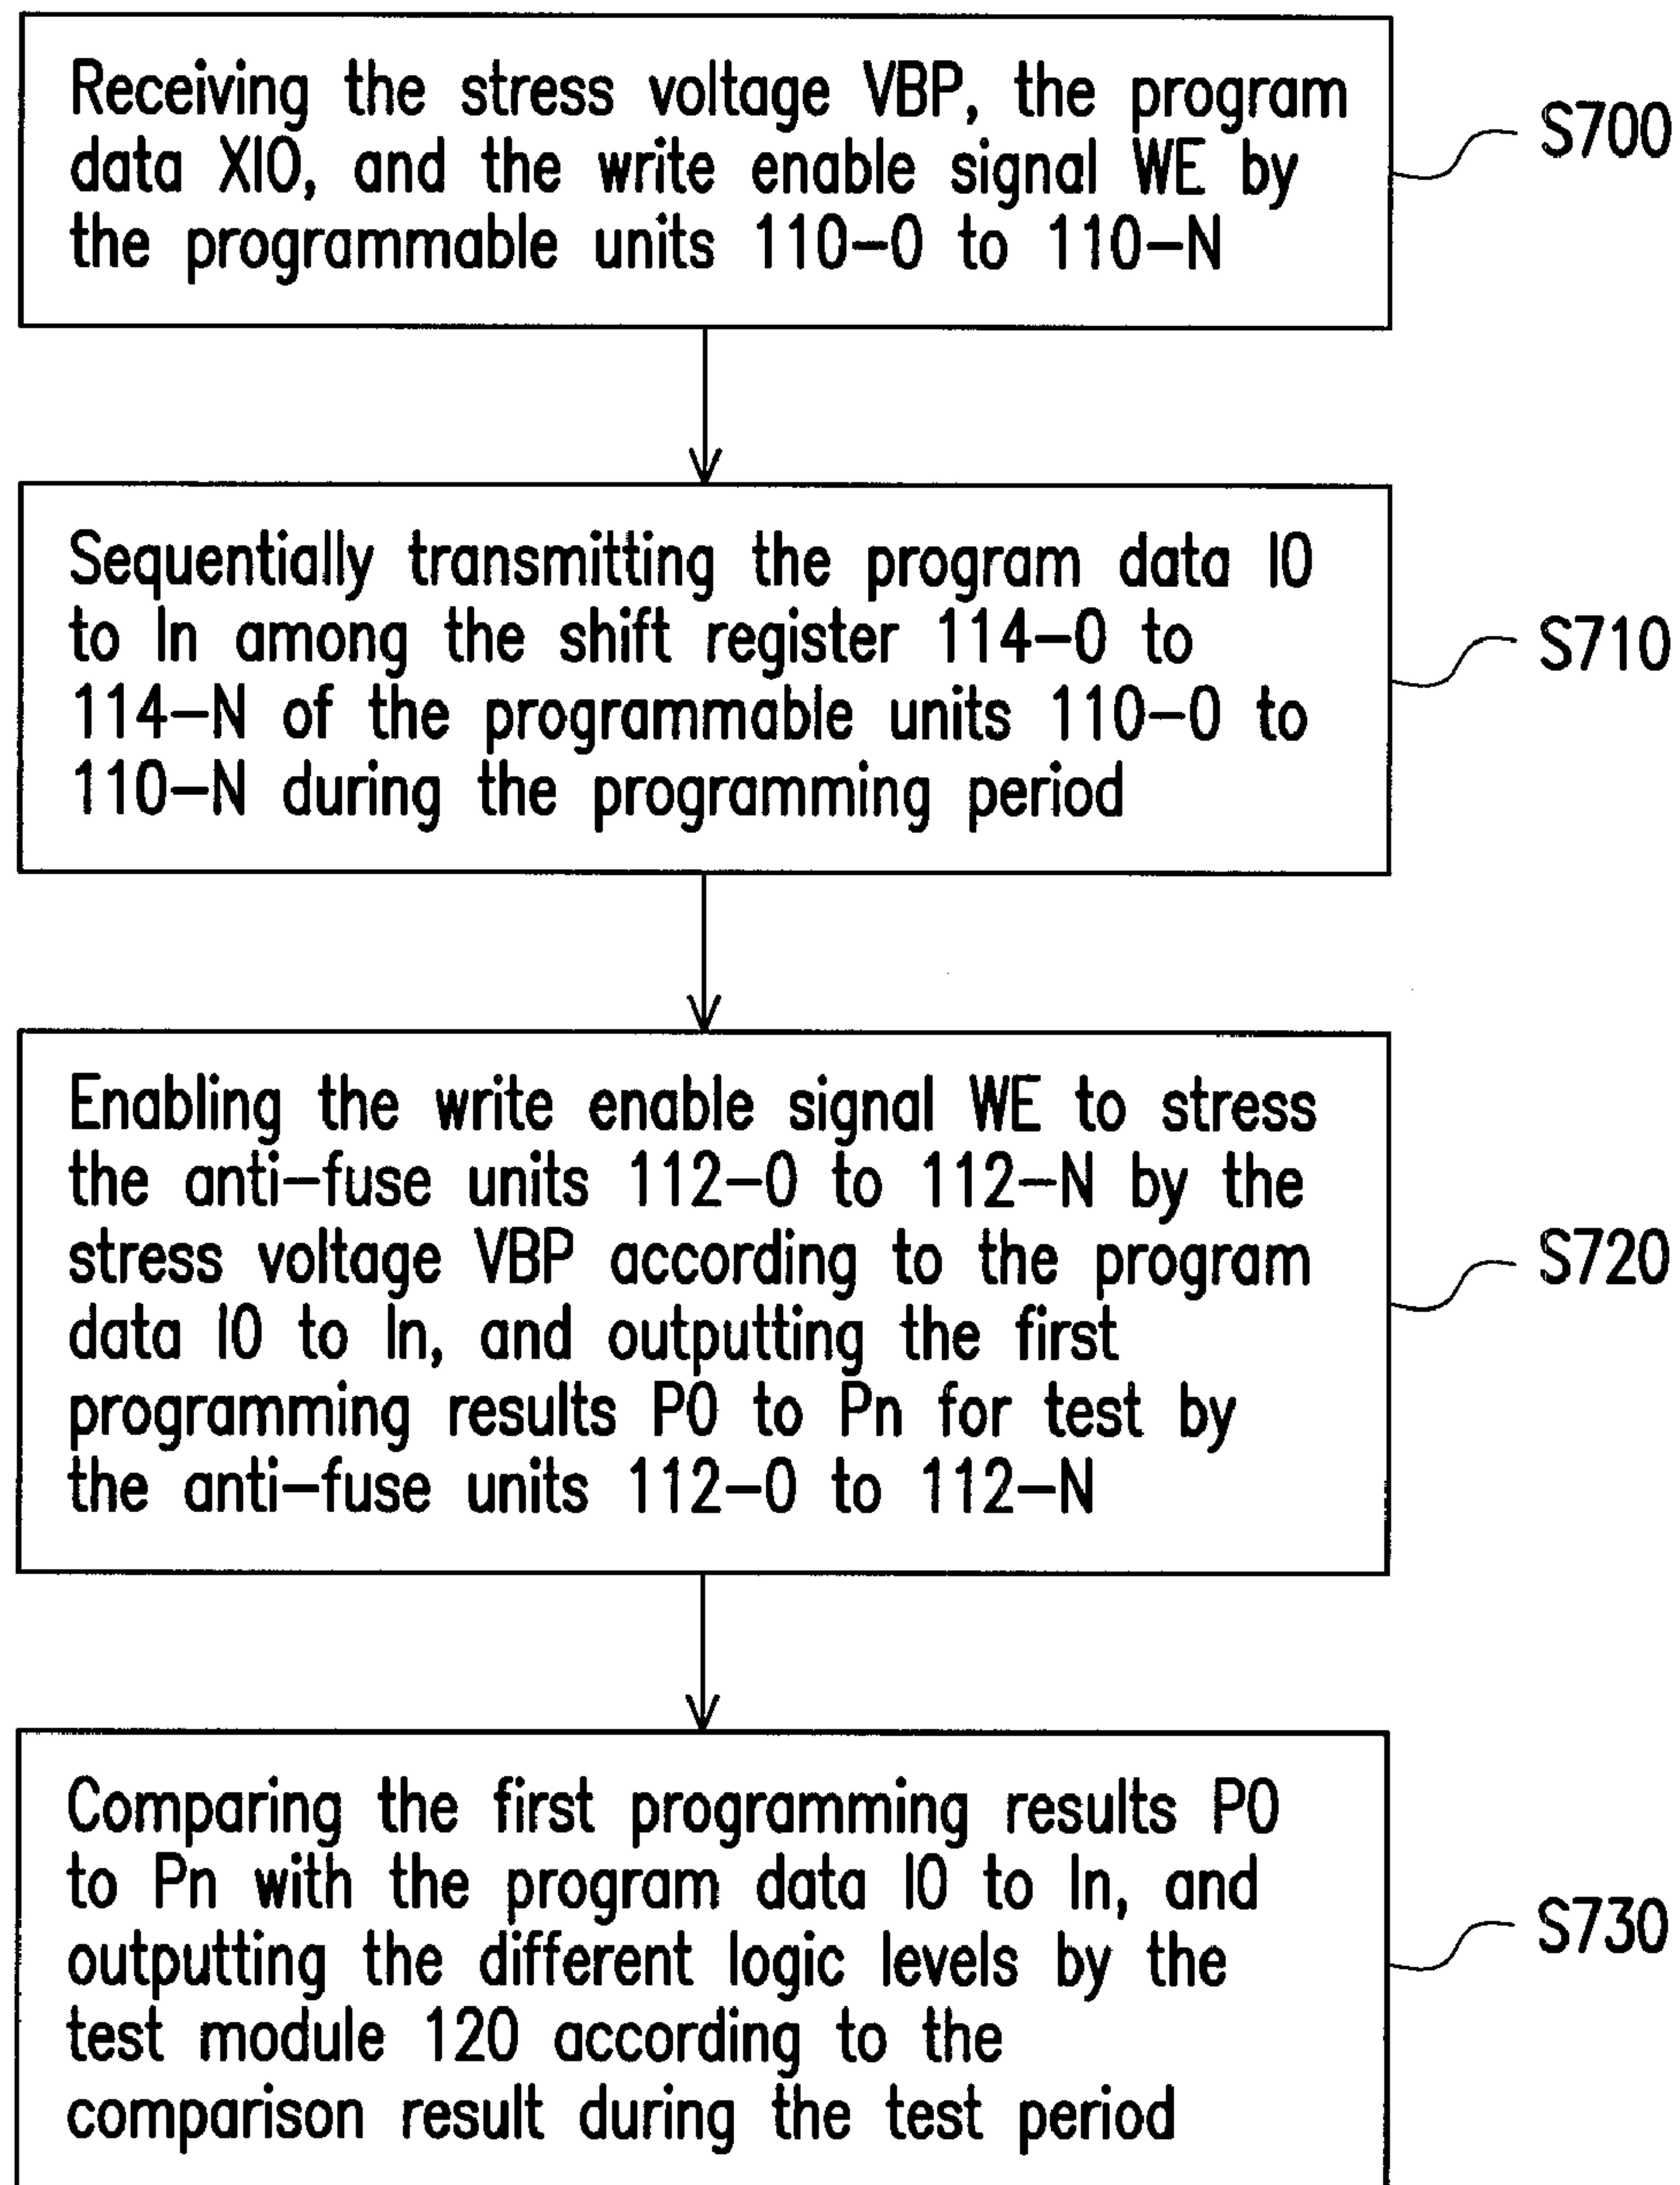 Receiving the stress voltage VBP, the program
data XIO, and the write enable signal WE by
the programmable units 110-0 to 110-N
S700
Sequentially transmitting the program data I0
to In among the shift register 114-0 to
114-N of the programmable units 110-0 to
110-N during the programming period
S710
Enabling the write enable signal WE to stress
the anti-fuse units 112-0 to 112-N by the
stress voltage VBP according to the program
data I0 to In, and outputting the first
programming results P0 to Pn for test by
the anti-fuse units 112-0 to 112-N
S720
Comparing the first programming results P0
to Pn with the program data I0 to In, and
outputting the different logic levels by the
test module 120 according to the
comparison result during the test period
S730